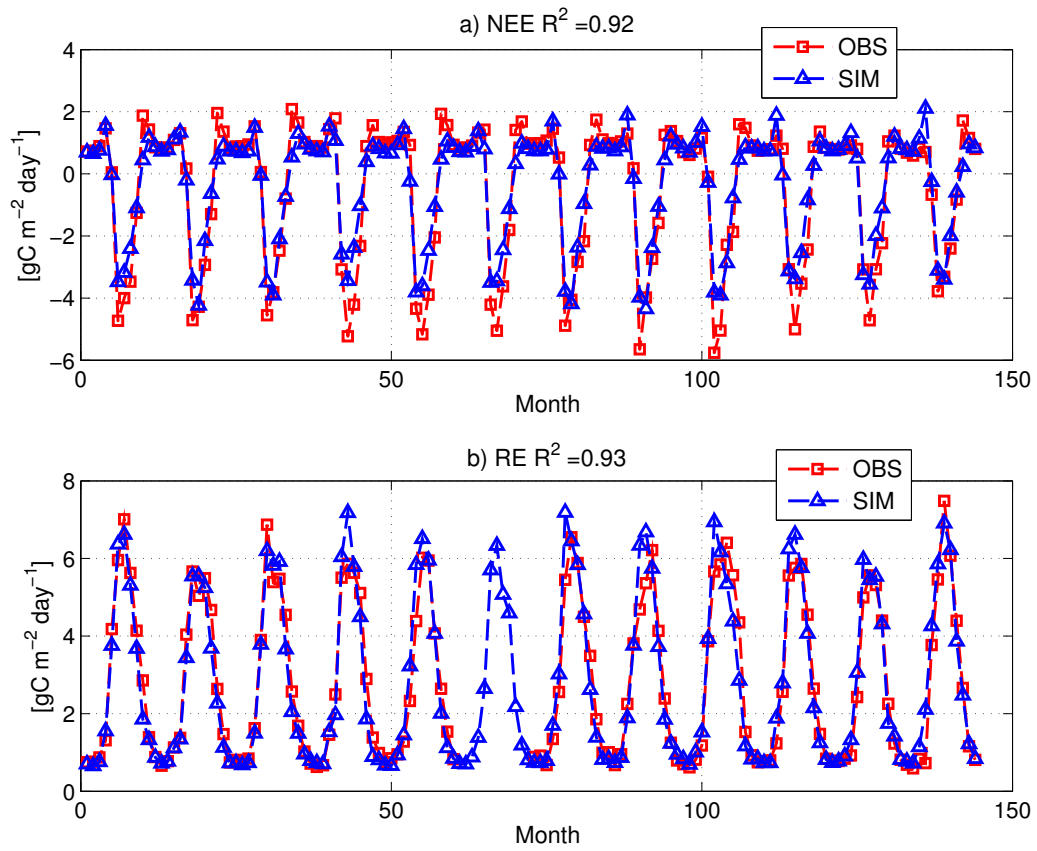 a) NEE R² =0.92
OBS
SIM
[gC m⁻² day⁻¹]
4
2
0
−2
−4
−6
0
50
100
150
Month
b) RE R² =0.93
OBS
SIM
[gC m⁻² day⁻¹]
8
6
4
2
0
0
50
100
150
Month